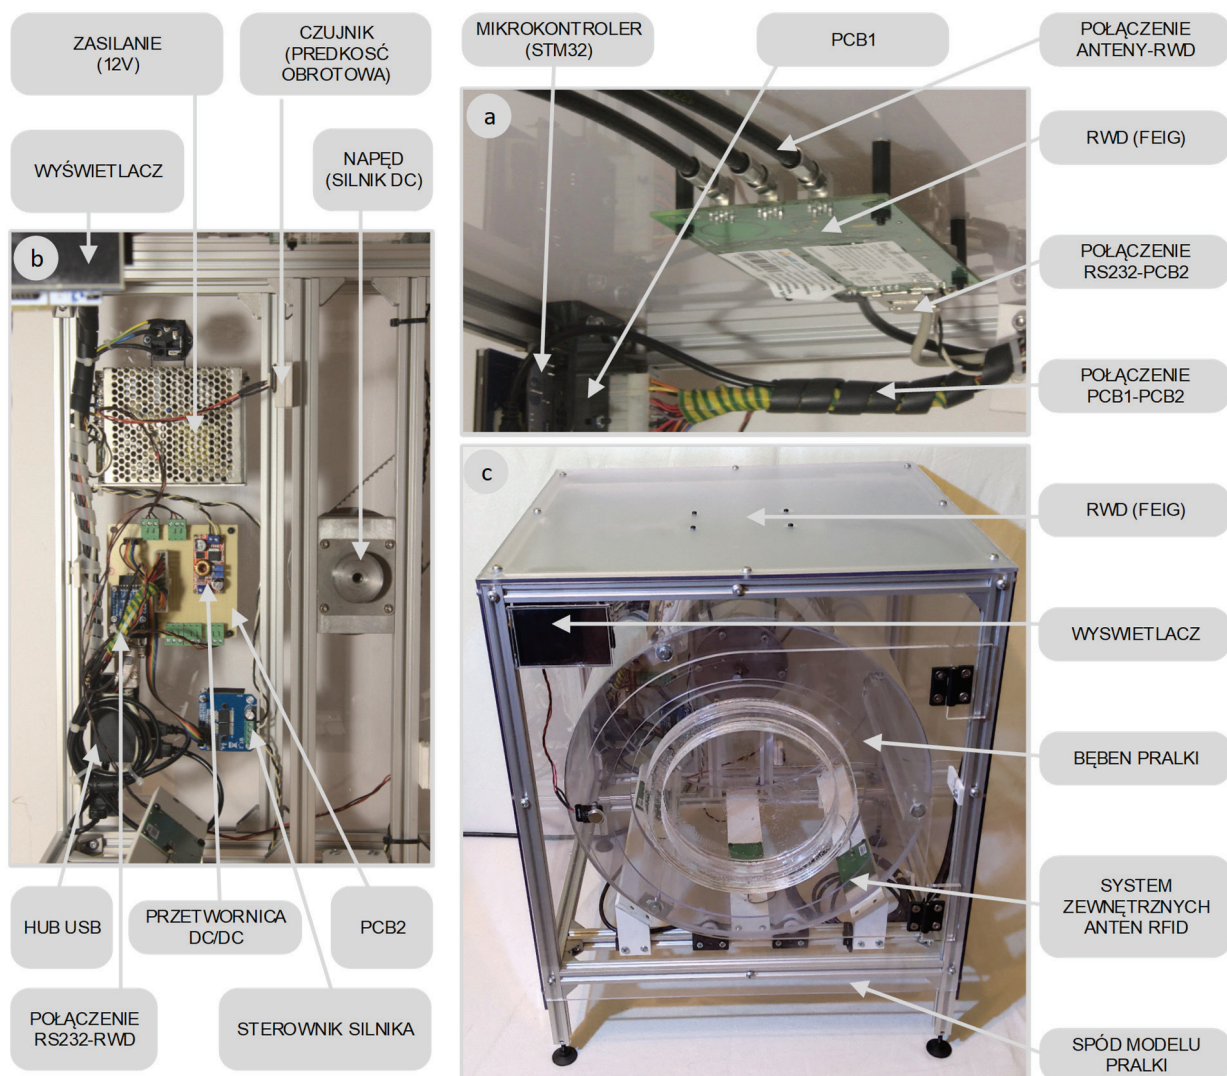 ZASILANIE
(12V)
CZUJNIK
(PREDKOSĆ
OBROTOWA)
MIKROKONTROLER
(STM32)
PCB1
POŁĄCZENIE
ANTENY-RWD
WYŚWIETLACZ
NAPĘD
(SILNIK DC)
a
RWD (FEIG)
b
POŁĄCZENIE
RS232-PCB2
POŁĄCZENIE
PCB1-PCB2
c
RWD (FEIG)
WYSWIETLACZ
BĘBEN PRALKI
HUB USB
PRZETWORNICA
DC/DC
PCB2
SYSTEM
ZEWNĘTRZNYCH
ANTEN RFID
POŁĄCZENIE
RS232-RWD
STEROWNIK SILNIKA
SPÓD MODELU
PRALKI